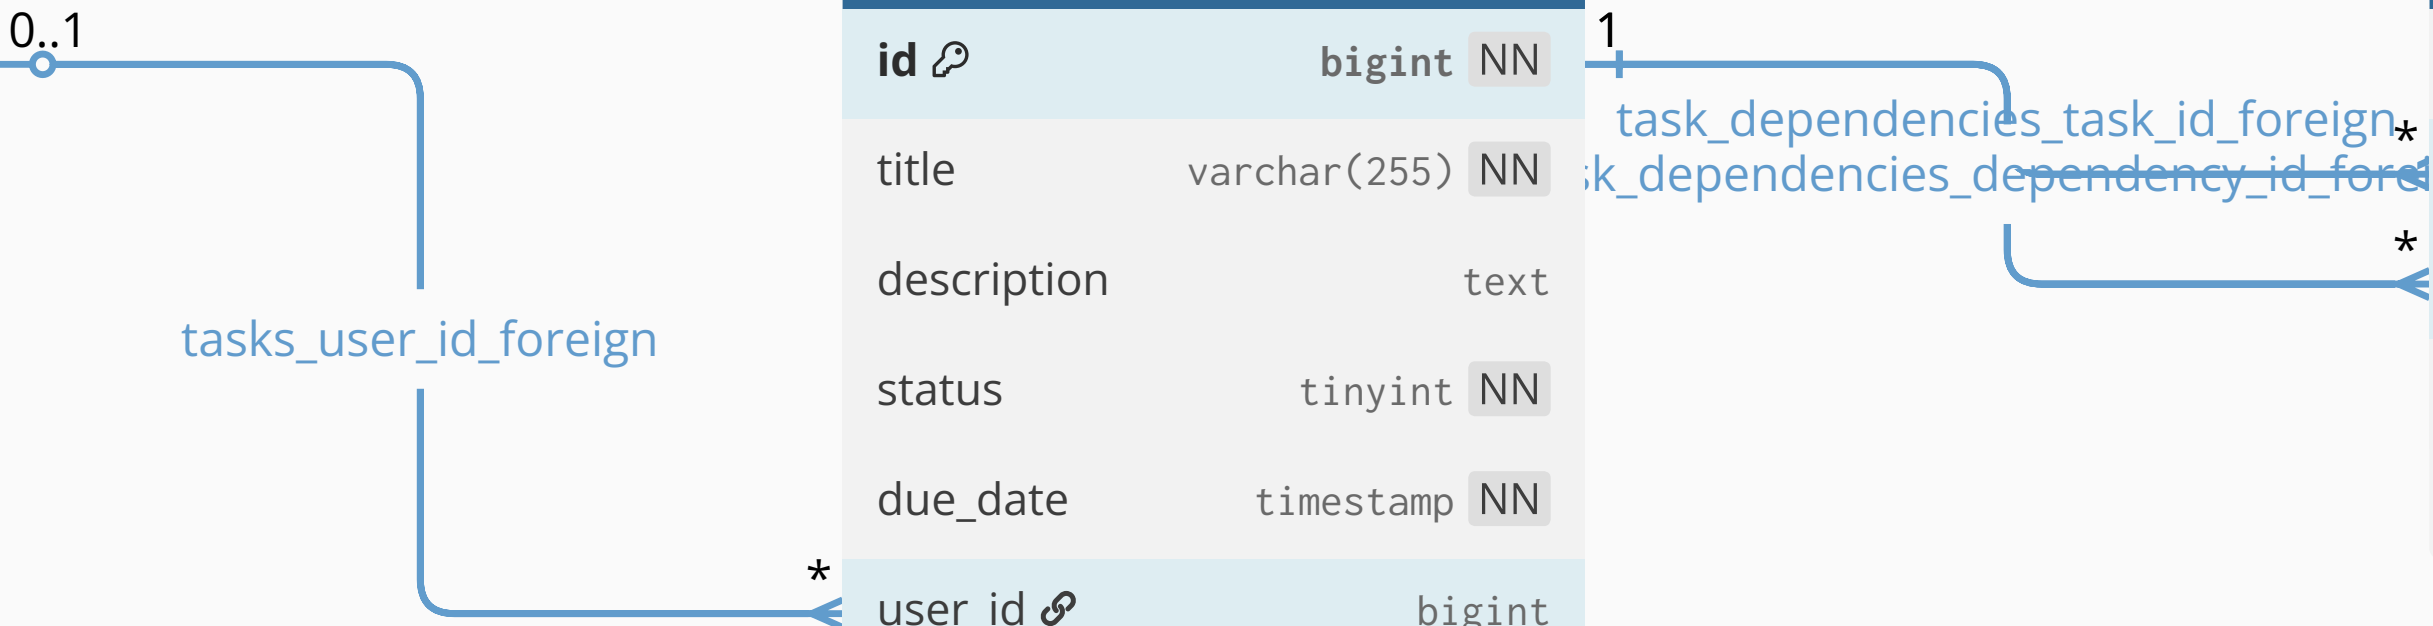 0..1
tasks_user_id_foreign
*
id bigint NN
title varchar(255) NN
description text
status tinyint NN
due_date timestamp NN
user_id bigint
1
task_dependencies_task_id_foreign
*
sk_dependencies_dependency_id_fore
*